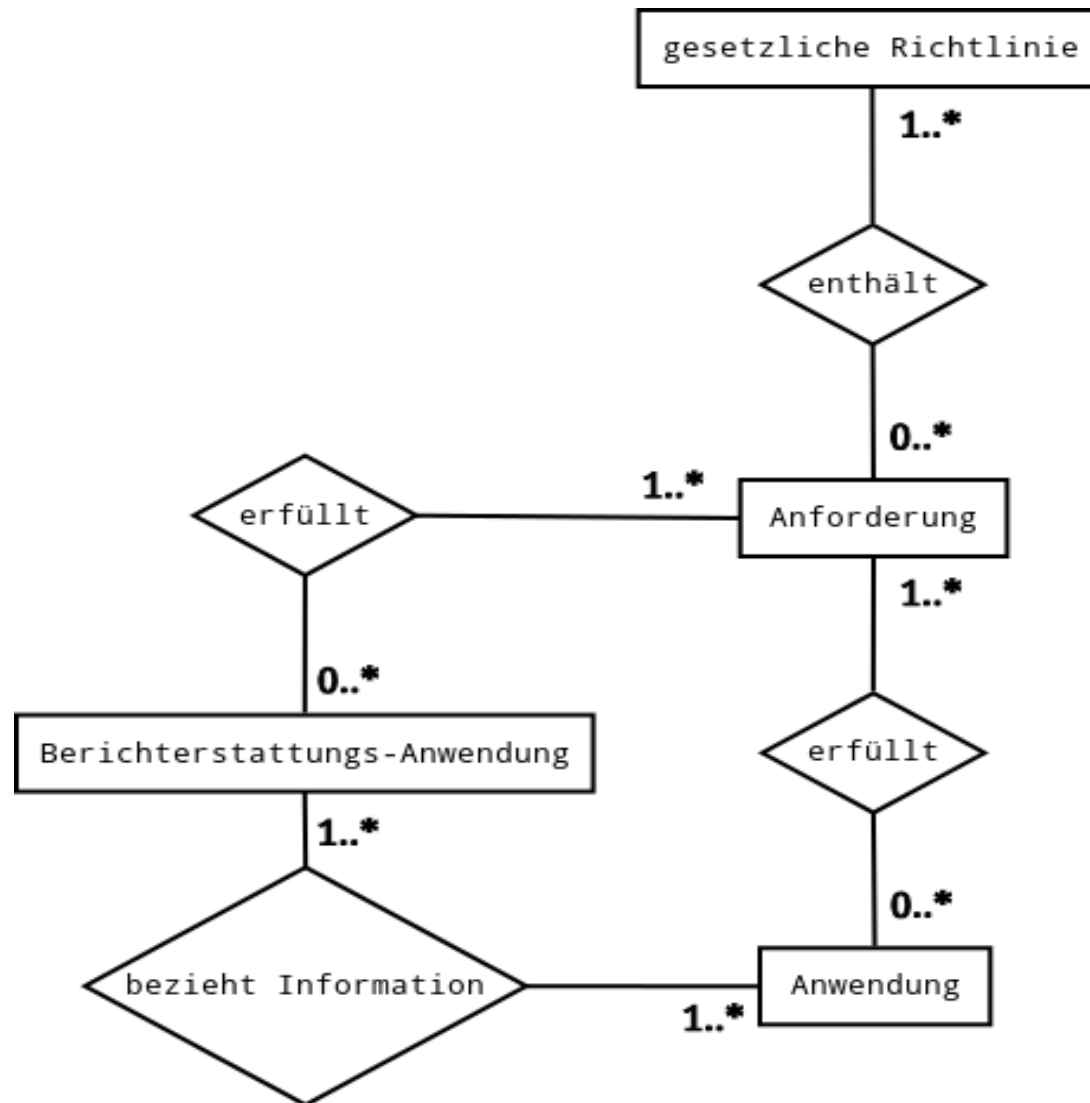 gesetzliche Richtlinie
1..*
enthält
0..*
1..*
erfüllt
Anforderung
1..*
0..*
Berichterstattungs-Anwendung
erfüllt
1..*
0..*
bezieht Information
Anwendung
1..*